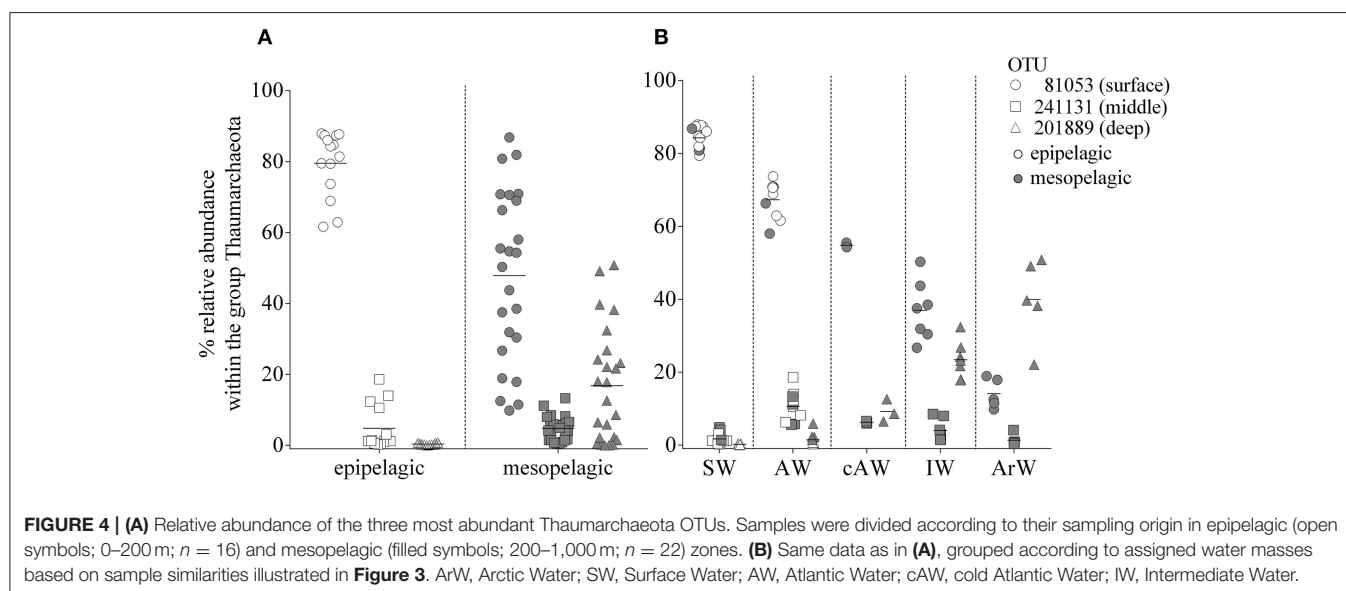 A
B
% relative abundance
within the group Thaumarchaeota
100
80
60
40
20
0
epipelagic
mesopelagic
100
80
60
40
20
0
SW
AW
cAW
IW
ArW
OTU
81053 (surface)
241131 (middle)
201889 (deep)
epipelagic
mesopelagic
FIGURE 4 | (A) Relative abundance of the three most abundant Thaumarchaeota OTUs. Samples were divided according to their sampling origin in epipelagic (open
symbols; 0–200 m; n = 16) and mesopelagic (filled symbols; 200–1,000 m; n = 22) zones. (B) Same data as in (A), grouped according to assigned water masses
based on sample similarities illustrated in Figure 3. ArW, Arctic Water; SW, Surface Water; AW, Atlantic Water; cAW, cold Atlantic Water; IW, Intermediate Water.